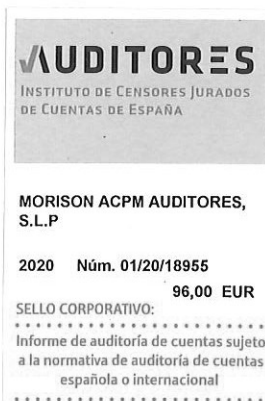 AUDITORES
INSTITUTO DE CENSORES JURADOS
DE CUENTAS DE ESPAÑA
MORISON ACPM AUDITORES,
S.L.P
2020 Núm. 01/20/18955
96,00 EUR
SELLO CORPORATIVO:
Informe de auditoría de cuentas sujeto
a la normativa de auditoría de cuentas
española o internacional